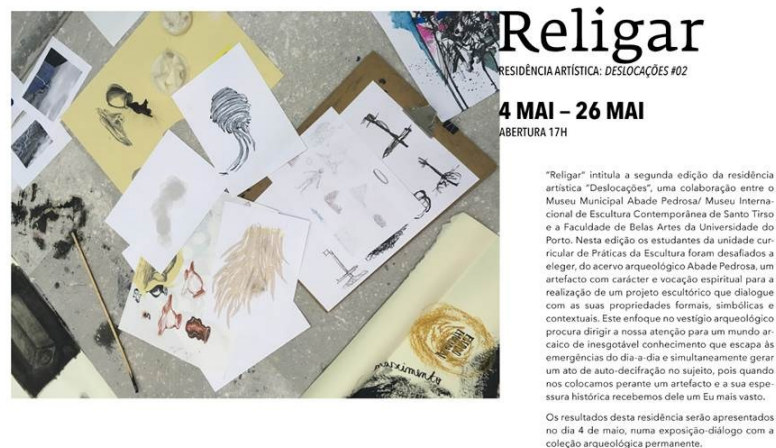 Religar
RESIDÊNCIA ARTÍSTICA: DESLOCAÇÕES #02
4 MAI – 26 MAI
ABERTURA 17H
"Religar" intitula a segunda edição da residência
artística "Deslocações", uma colaboração entre o
Museu Municipal Abade Pedrosa/ Museu Interna-
cional de Escultura Contemporânea de Santo Tirso
e a Faculdade de Belas Artes da Universidade do
Porto. Nesta edição os estudantes da unidade cur-
ricular de Práticas da Escultura foram desafiados a
eleger, do acervo arqueológico Abade Pedrosa, um
artefacto com carácter e vocação espiritual para a
realização de um projeto escultórico que dialogue
com as suas propriedades formais, simbólicas e
contextuais. Este enfoque no vestígio arqueológico
procura dirigir a nossa atenção para um mundo ar-
caico de inesgotável conhecimento que escapa às
emergências do dia-a-dia e simultaneamente gerar
um ato de auto-decifração no sujeito, pois quando
nos colocamos perante um artefacto e a sua espe-
ssura histórica recebemos dele um Eu mais vasto.
Os resultados desta residência serão apresentados
no dia 4 de maio, numa exposição-diálogo com a
coleção arqueológica permanente.